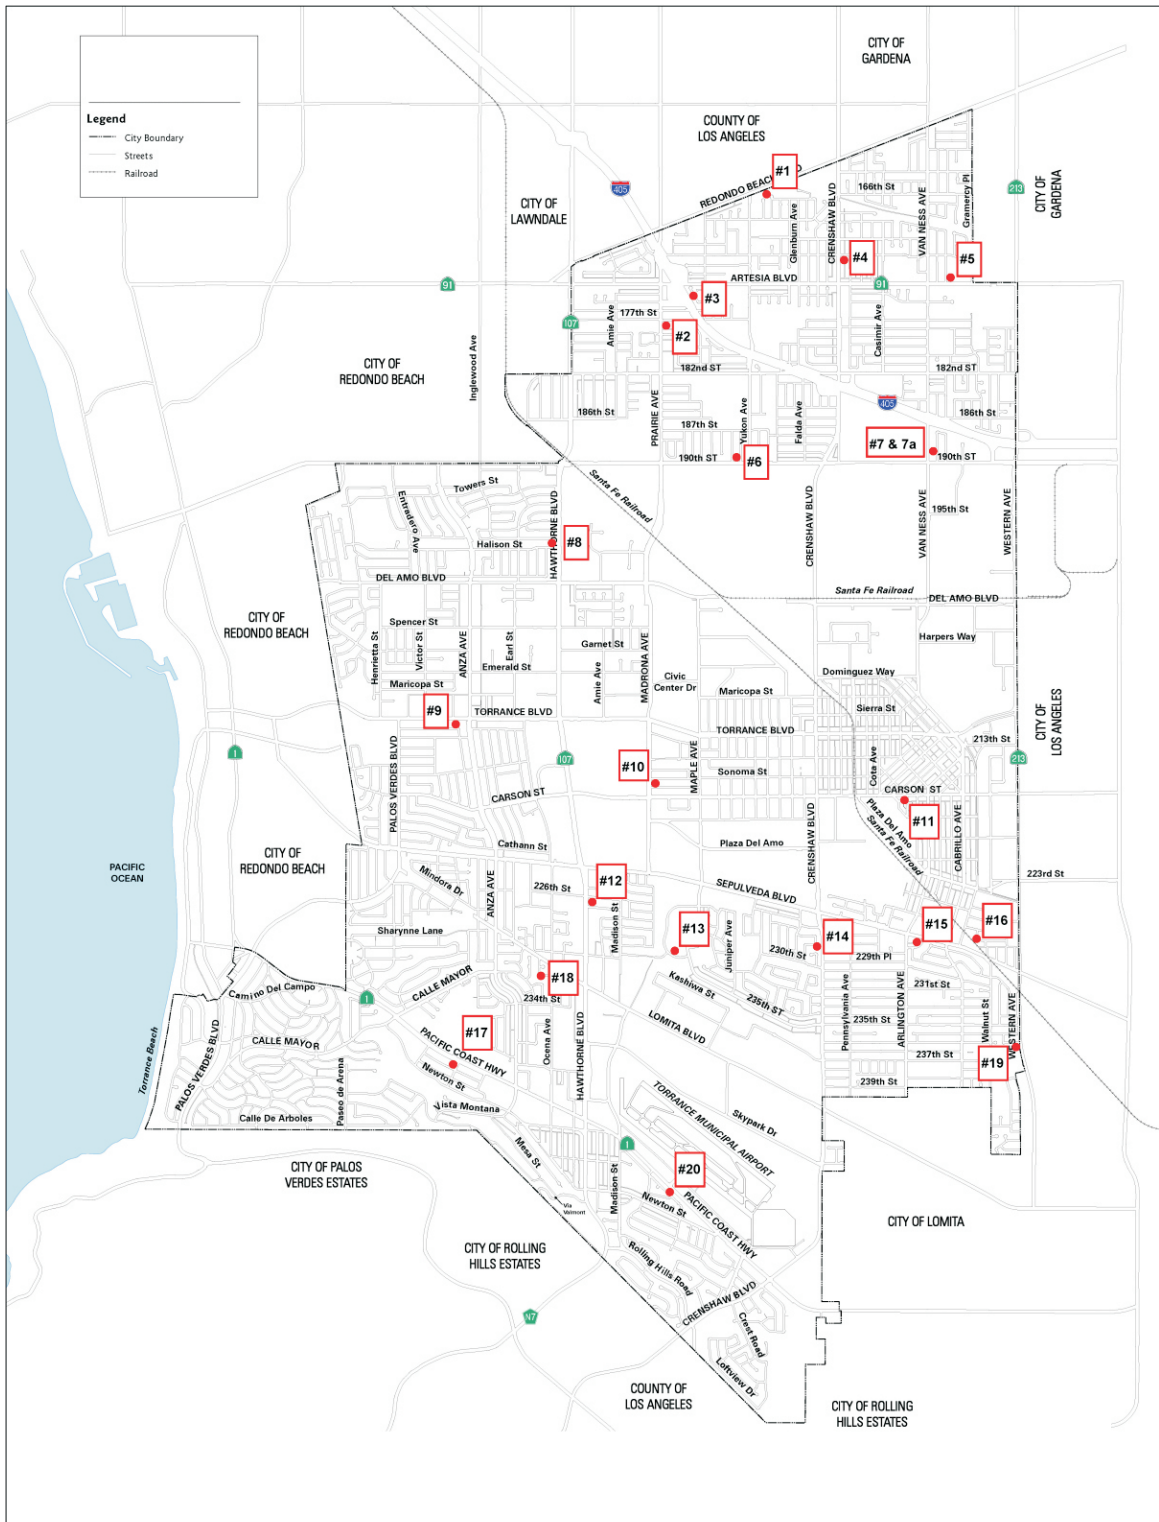 CITY OF
GARDENA
Legend
City Boundary
Streets
Railroad
COUNTY OF
LOS ANGELES
#1
REDONDO BEACH BLVD
166th St
Gramercy Pl
213
CITY OF
GARDENA
405
CITY OF
LAWNDALE
Glenburn Ave
CRENSHAW BLVD
VAN NESS AVE
#4
#5
91
ARTESIA BLVD
91
#3
177th St
107
Amie Ave
#2
Casimir Ave
Inglewood Ave
CITY OF
REDONDO BEACH
182nd ST
182nd ST
405
186th St
PRAIRIE AVE
187th St
Yukon Ave
Falda Ave
186th St
#7 & 7a
190th ST
#6
190th ST
Santa Fe Railroad
Towers St
Entradero Ave
HAWTHORNE BLVD
CRENSHAW BLVD
VAN NESS AVE
195th St
WESTERN AVE
#8
Halison St
DEL AMO BLVD
Santa Fe Railroad
DEL AMO BLVD
CITY OF
REDONDO BEACH
Spencer St
Henrietta St
Victor St
ANZA AVE
Earl St
Garnet St
MADRONA AVE
Harpers Way
Emerald St
Amie Ave
Civic
Center Dr
Dominguez Way
Maricopa St
Maricopa St
Sierra St
#9
TORRANCE BLVD
TORRANCE BLVD
213th St
CITY OF
LOS ANGELES
1
PALOS VERDES BLVD
107
#10
MAPLE AVE
Sonoma St
Cota Ave
213
CARSON ST
CARSON ST
#11
Plaza Del Amo
Santa Fe Railroad
CABRILLO AVE
CRENSHAW BLVD
Cathann St
Plaza Del Amo
PACIFIC
OCEAN
CITY OF
REDONDO BEACH
Mindora Dr
ANZA AVE
226th St
#12
SEPULVEDA BLVD
223rd St
Madison St
Sharynne Lane
#13
Juniper Ave
230th St
#14
#15
#16
229th Pl
CALLE MAYOR
#18
Kashiwa St
231st St
Camino Del Campo
1
234th St
235th ST
Pennsylvania Ave
235th St
ARLINGTON AVE
Walnut St
WESTERN AVE
#17
LOMITA BLVD
Torrance Beach
PALOS VERDES BLVD
CALLE MAYOR
PACIFIC COAST HWY
Ocena Ave
HAWTHORNE BLVD
237th St
#19
Newton St
239th St
Paseo de Arena
Calle De Arboles
Vista Montana
TORRANCE MUNICIPAL AIRPORT
Skypark Dr
Mesa St
1
CITY OF PALOS
VERDES ESTATES
Madison St
#20
Newton St
PACIFIC COAST HWY
Via
Valmont
CITY OF LOMITA
CITY OF ROLLING
HILLS ESTATES
Rolling Hills Road
CRENSHAW BLVD
N7
Crest Road
Loftview Dr
COUNTY OF
LOS ANGELES
CITY OF ROLLING
HILLS ESTATES